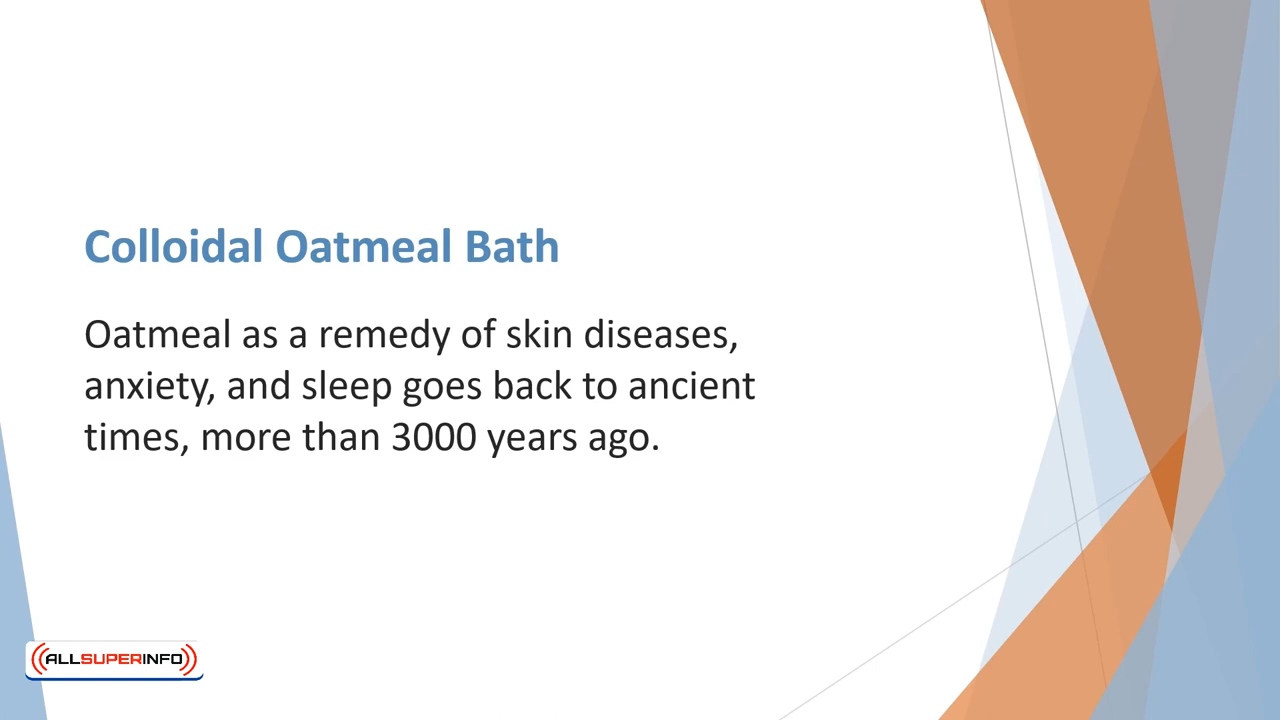 Colloidal Oatmeal Bath
Oatmeal as a remedy of skin diseases,
anxiety, and sleep goes back to ancient
times, more than 3000 years ago.
ALLSUPERINFO